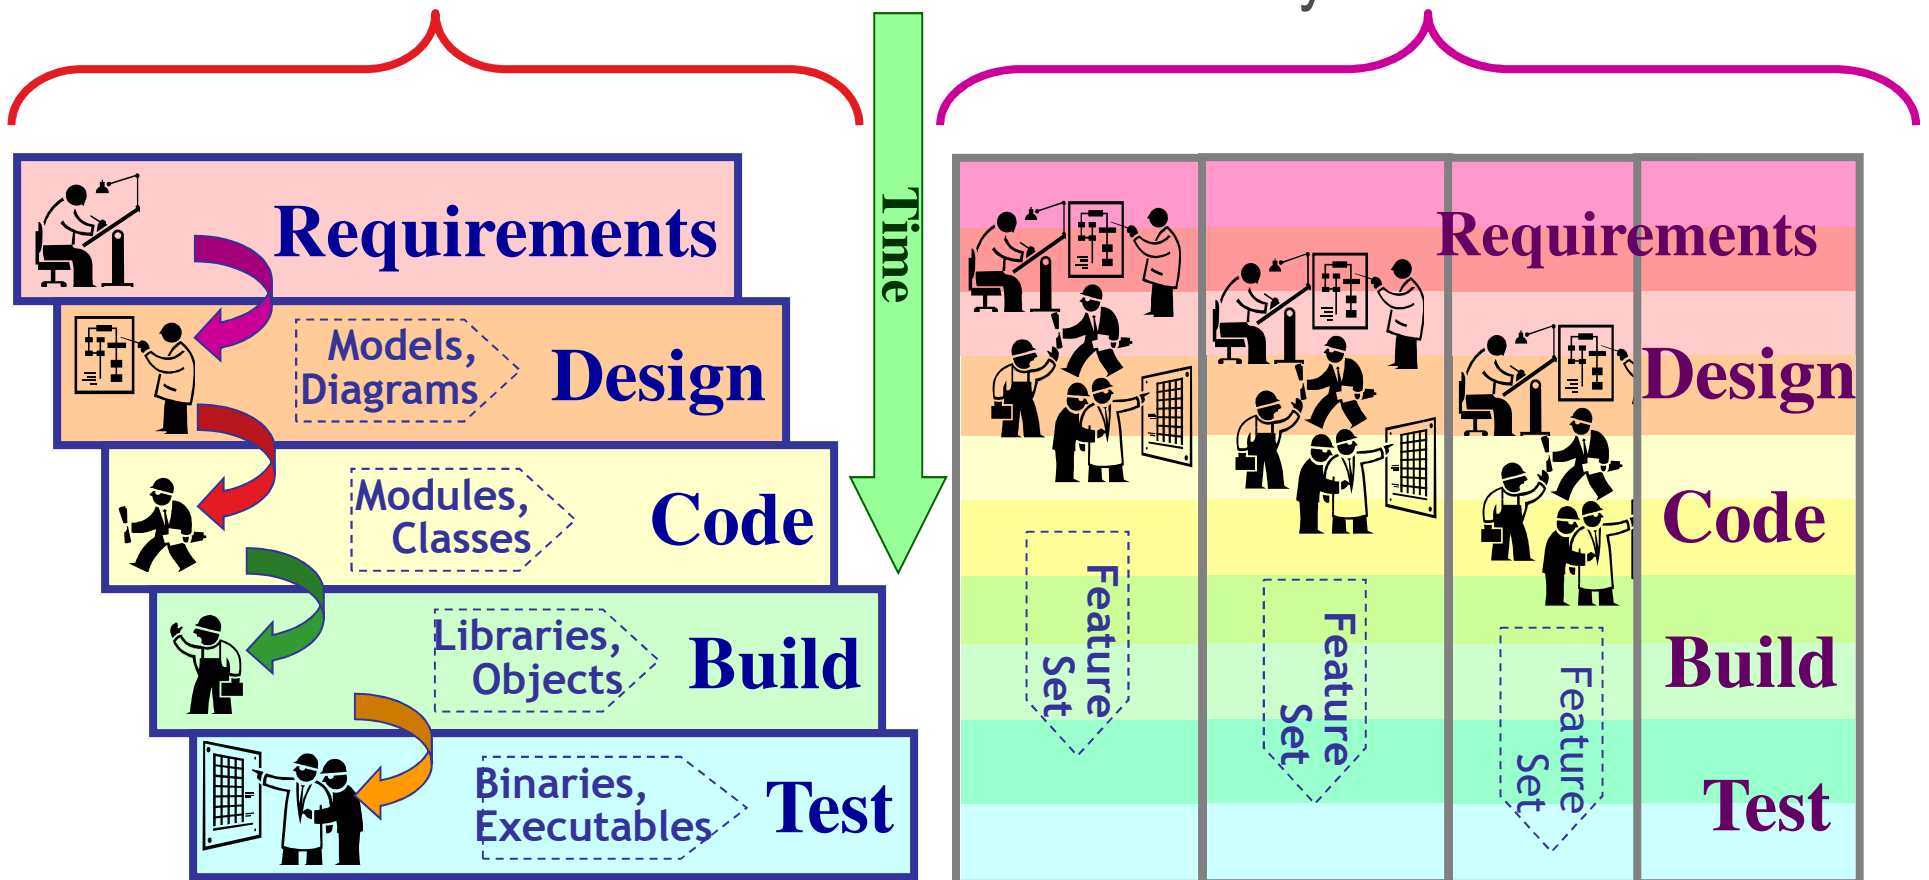 Requirements
Models,
Diagrams
Design
Modules,
Classes
Code
Libraries,
Objects
Build
Binaries,
Executables
Test
Time
Requirements
Design
Code
Build
Test
Feature
Set
Feature
Set
Feature
Set